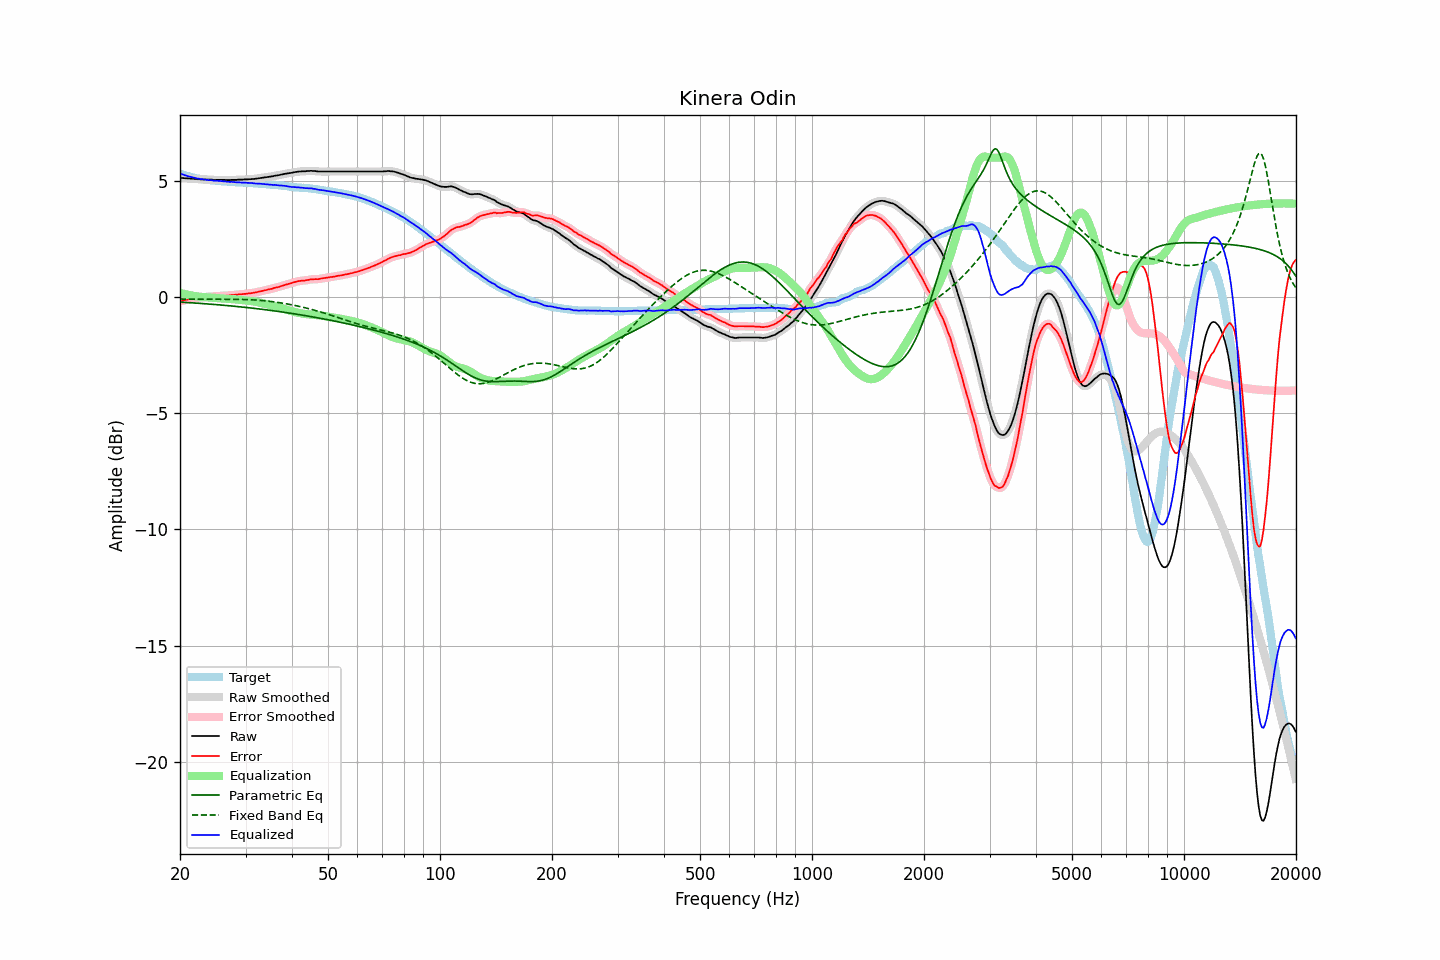 Kinera Odin
Amplitude (dBr)
5
0
−5
−10
−15
−20
Target
Raw Smoothed
Error Smoothed
Raw
Error
Equalization
Parametric Eq
Fixed Band Eq
Equalized
20 50 100 200 500 1000 2000 5000 10000 20000
Frequency (Hz)